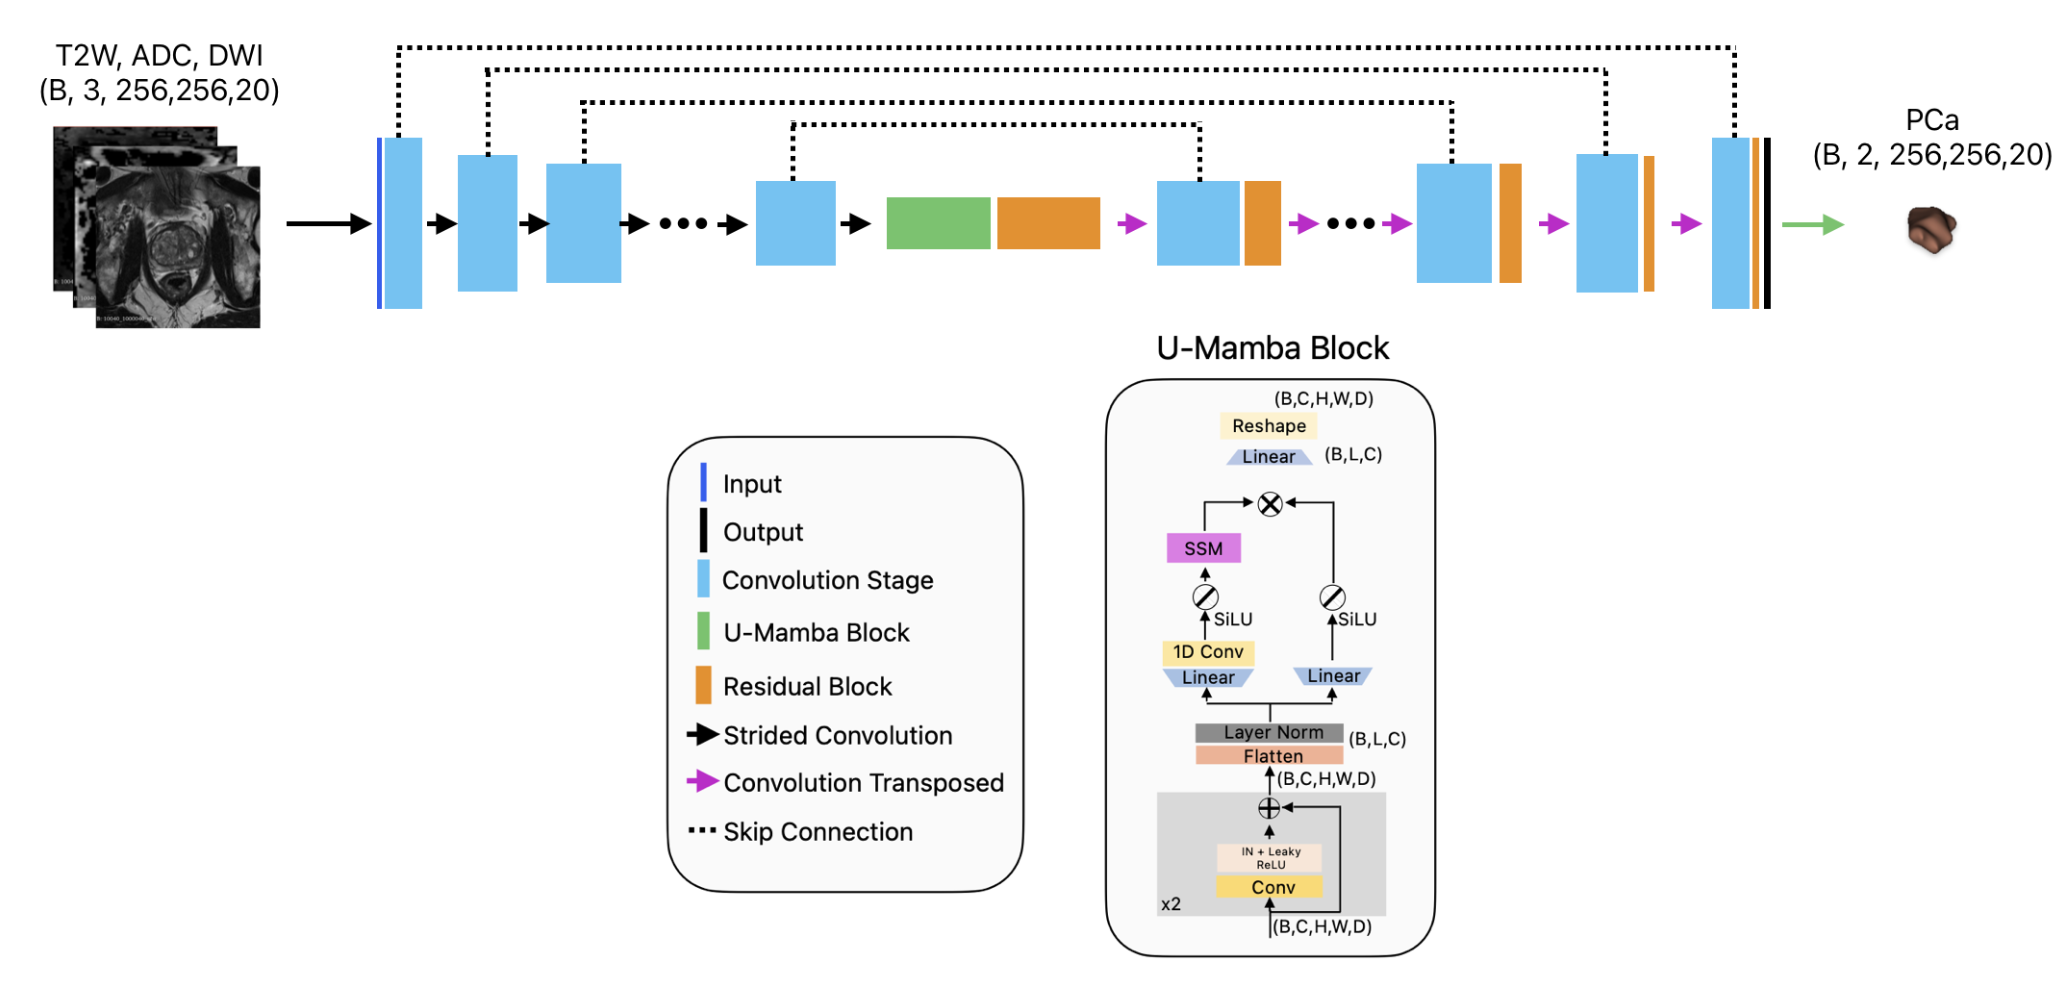 T2W, ADC, DWI
(B, 3, 256,256,20)
PCa
(B, 2, 256,256,20)
Input
Output
Convolution Stage
U-Mamba Block
Residual Block
Strided Convolution
Convolution Transposed
Skip Connection
U-Mamba Block
(B,C,H,W,D)
Reshape
Linear (B,L,C)
SSM
SiLU SiLU
1D Conv
Linear Linear
Layer Norm (B,L,C)
Flatten
(B,C,H,W,D)
IN + Leaky
ReLU
Conv
x2
(B,C,H,W,D)